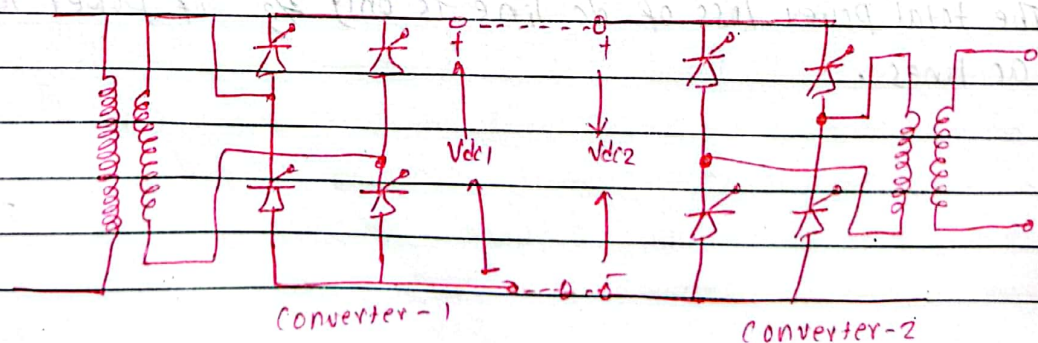 + +
Vdc1 Vdc2
- -
Converter-1
Converter-2